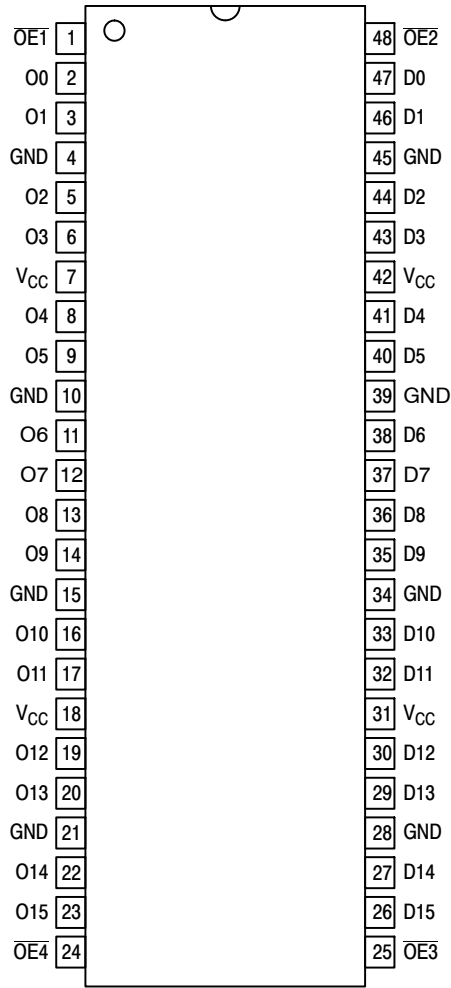 OE1 1 48 OE2
O0 2 47 D0
O1 3 46 D1
GND 4 45 GND
O2 5 44 D2
O3 6 43 D3
VCC 7 42 VCC
O4 8 41 D4
O5 9 40 D5
GND 10 39 GND
O6 11 38 D6
O7 12 37 D7
O8 13 36 D8
O9 14 35 D9
GND 15 34 GND
O10 16 33 D10
O11 17 32 D11
VCC 18 31 VCC
O12 19 30 D12
O13 20 29 D13
GND 21 28 GND
O14 22 27 D14
O15 23 26 D15
OE4 24 25 OE3